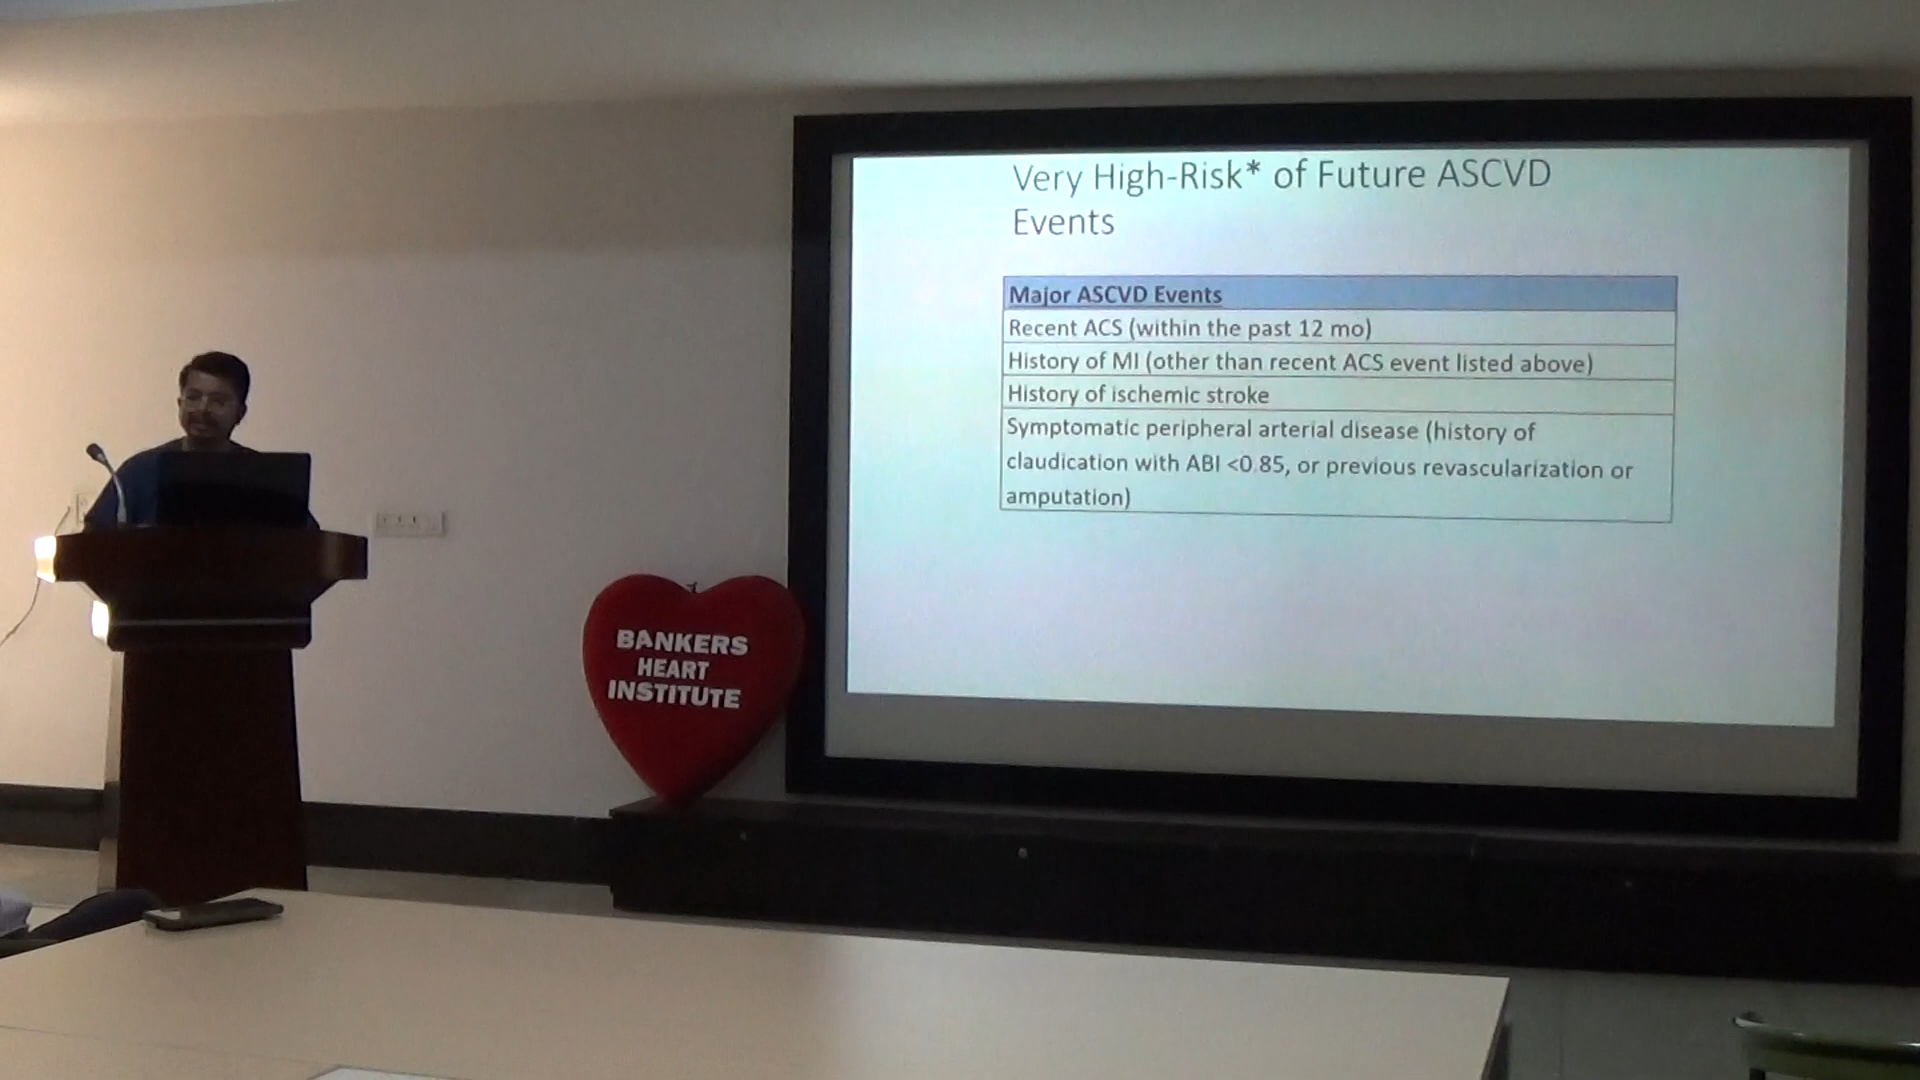 Very High-Risk* of Future ASCVD
Events
Major ASCVD Events
Recent ACS (within the past 12 mo)
History of MI (other than recent ACS event listed above)
History of ischemic stroke
Symptomatic peripheral arterial disease (history of
claudication with ABI <0.85, or previous revascularization or
amputation)
BANKERS
HEART
INSTITUTE